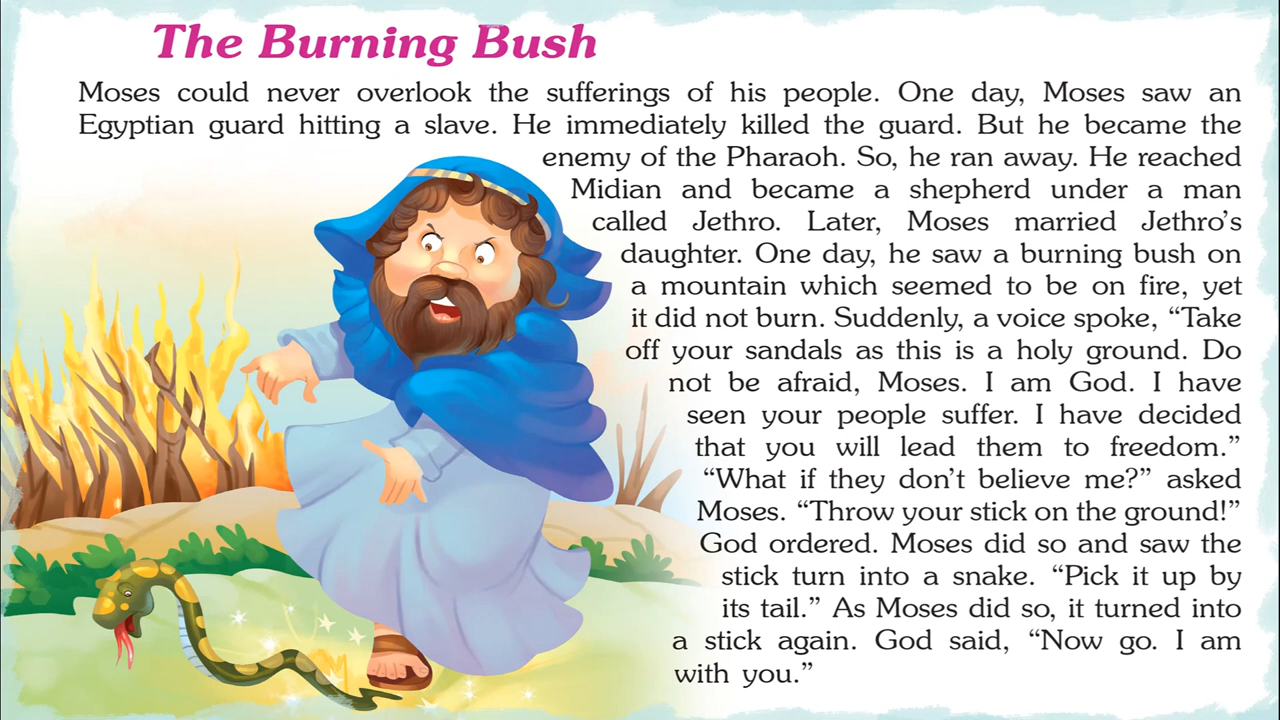 The Burning Bush
Moses could never overlook the sufferings of his people. One day, Moses saw an
Egyptian guard hitting a slave. He immediately killed the guard. But he became the
enemy of the Pharaoh. So, he ran away. He reached
Midian and became a shepherd under a man
called Jethro. Later, Moses married Jethro’s
daughter. One day, he saw a burning bush on
a mountain which seemed to be on fire, yet
it did not burn. Suddenly, a voice spoke, “Take
off your sandals as this is a holy ground. Do
not be afraid, Moses. I am God. I have
seen your people suffer. I have decided
that you will lead them to freedom.”
“What if they don’t believe me?” asked
Moses. “Throw your stick on the ground!”
God ordered. Moses did so and saw the
stick turn into a snake. “Pick it up by
its tail.” As Moses did so, it turned into
a stick again. God said, “Now go. I am
with you.”